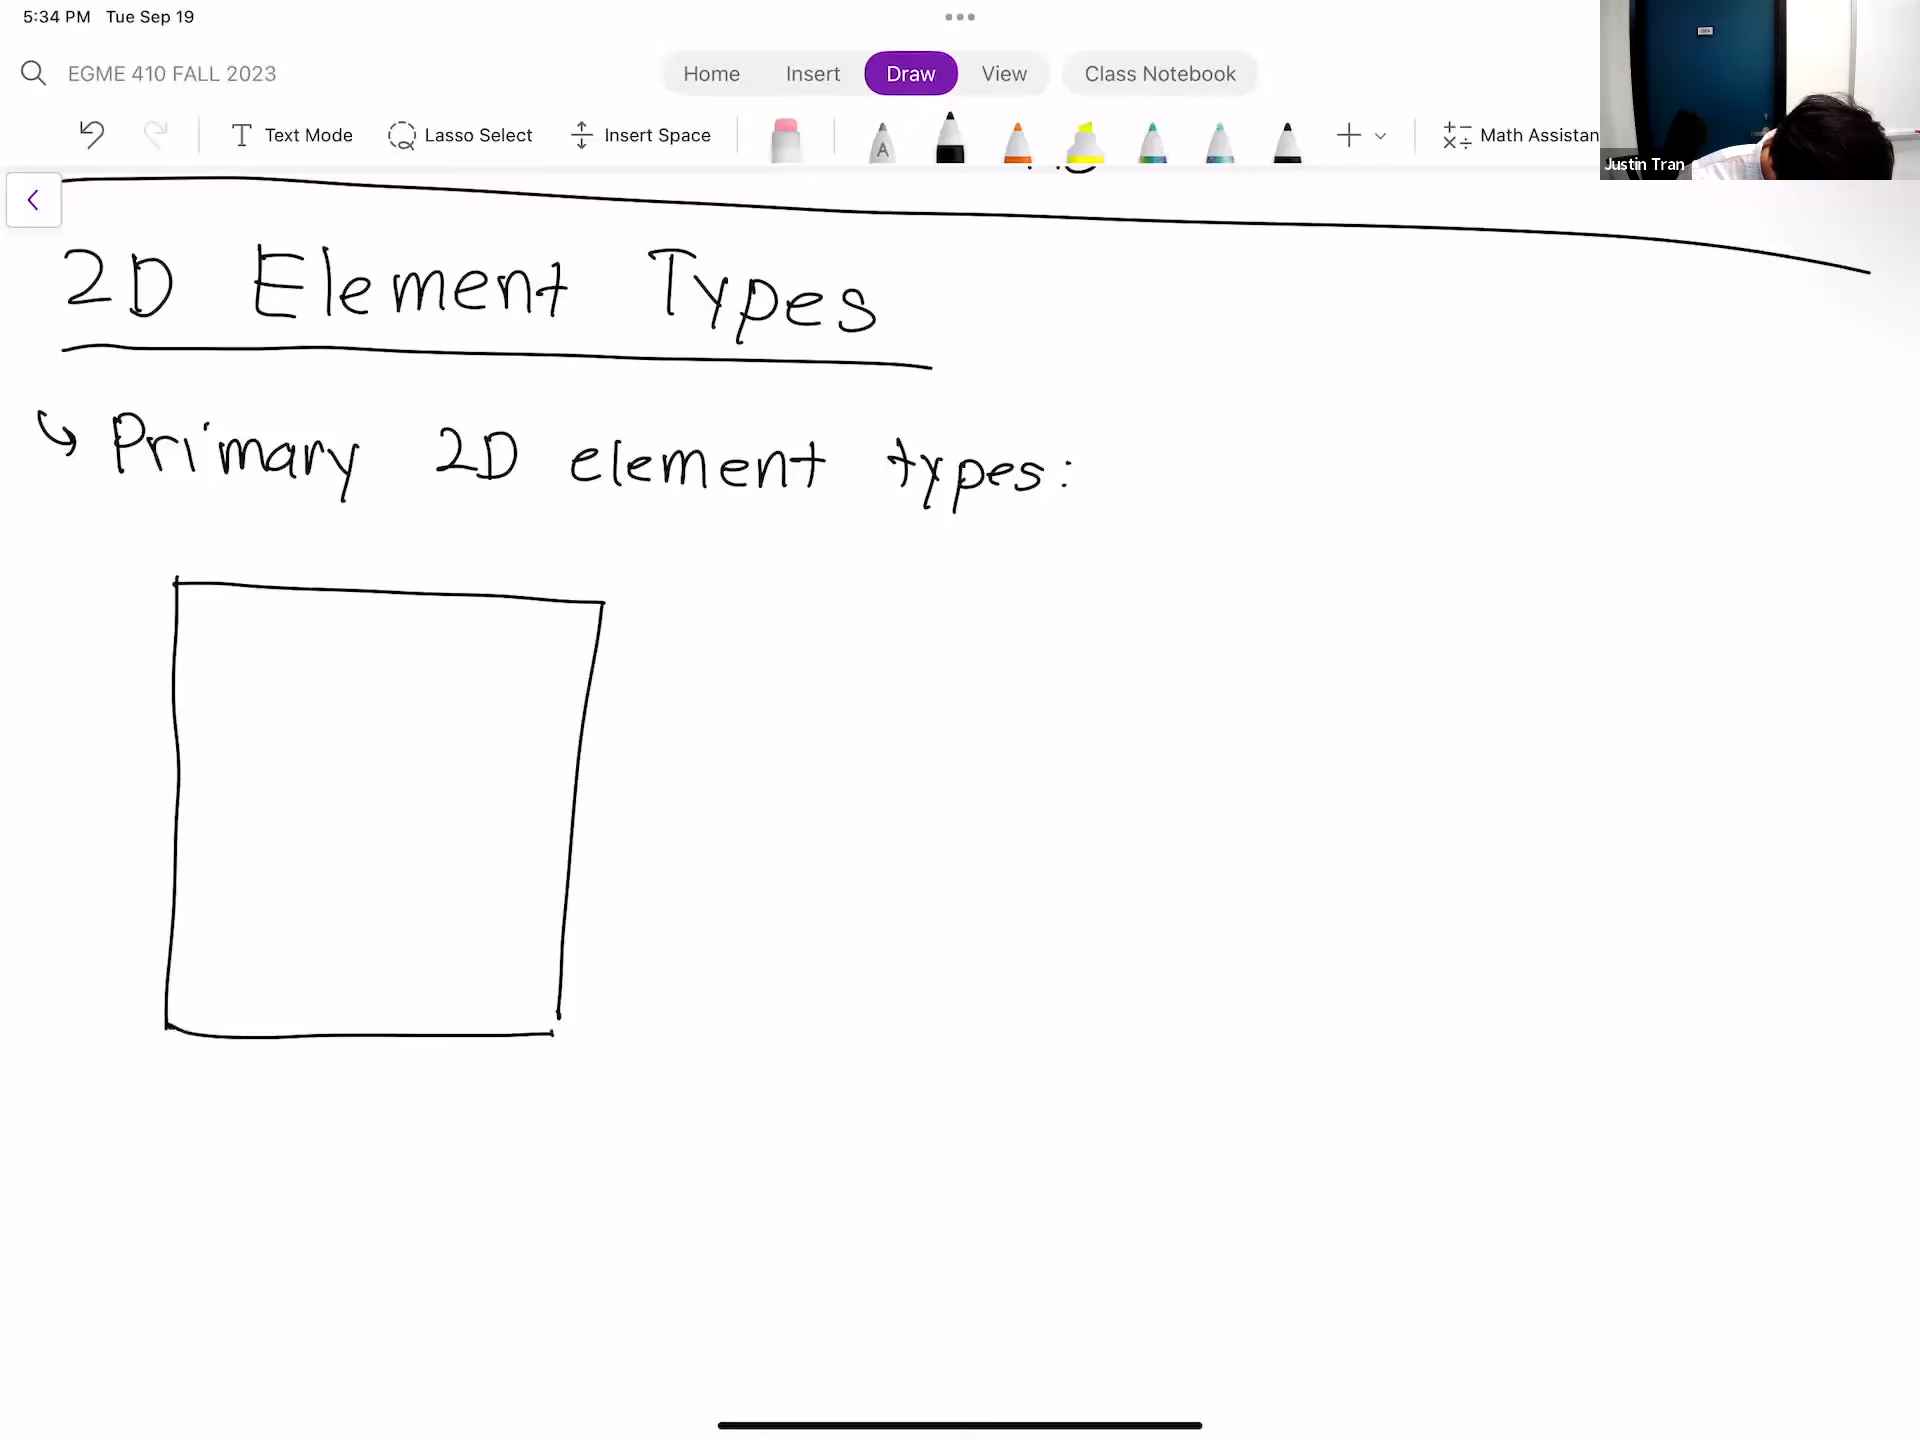 5:34 PM Tue Sep 19
EGME 410 FALL 2023
Home Insert Draw View Class Notebook
Text Mode Lasso Select Insert Space A Math Assistan
Justin Tran
2D Element Types
Primary 2D element types: